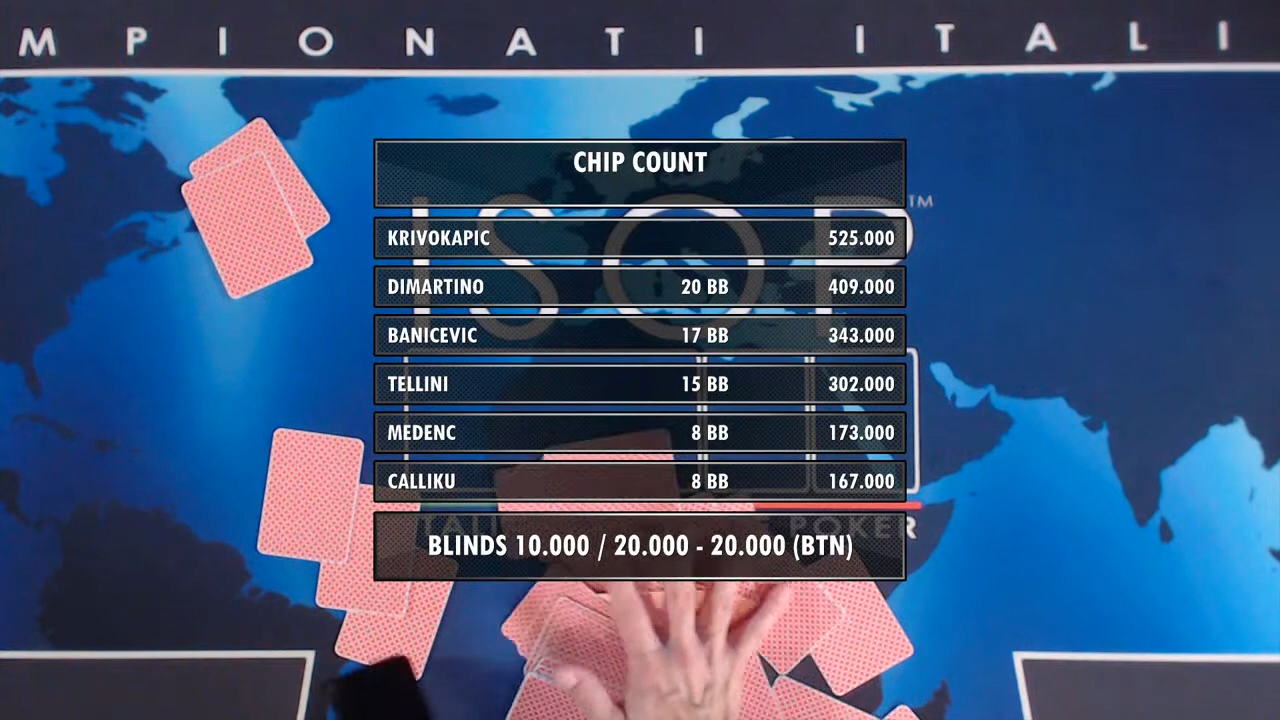 MPIONATI ITALI
CHIP COUNT
ISOP™
KRIVOKAPIC 525.000
DIMARTINO 20 BB 409.000
BANICEVIC 17 BB 343.000
TELLINI 15 BB 302.000
MEDENC 8 BB 173.000
CALLIKU 8 BB 167.000
POKER
BLINDS 10.000 / 20.000 - 20.000 (BTN)